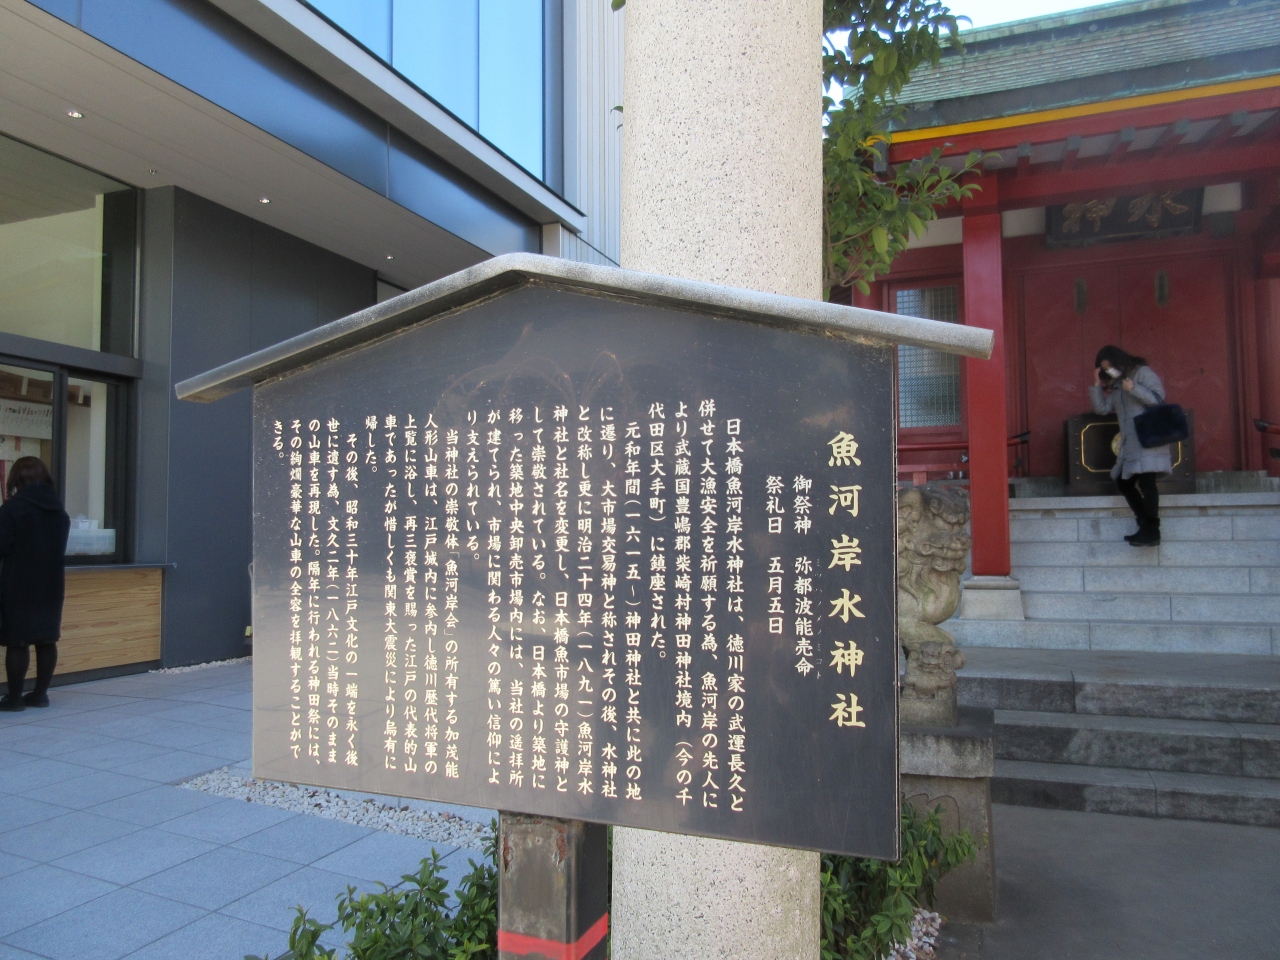 魚河岸水神社
御祭神 弥都波能売命
ミツハノメノミコト
祭礼日 五月五日
日本橋魚河岸水神社は、徳川家の武運長久と
併せて大漁安全を祈願する為、魚河岸の先人に
より武蔵国豊嶋郡柴崎村神田神社境内(今の千
代田区大手町)に鎮座された。
元和年間(一六一五～)神田神社と共に此の地
に遷り、大市場交易神と称されその後、水神社
と改称し更に明治二十四年(一八九一)魚河岸水
神社と社名を変更し、日本橋魚市場の守護神と
して崇敬されている。なお、日本橋より築地に
移った築地中央卸売市場内には、当社の遥拝所
が建てられ、市場に関わる人々の篤い信仰によ
り支えられている。
当神社の崇敬体「魚河岸会」の所有する加茂能
人形山車は、江戸城内に参内し徳川歴代将軍の
上覧に浴し、再三褒賞を賜った江戸の代表的山
車であったが惜しくも関東大震災により烏有に
帰した。
その後、昭和三十年江戸文化の一端を永く後
世に遺す為、文久二年(一八六二)当時そのまま
の山車を再現した。隔年に行われる神田祭には、
その絢爛豪華な山車の全容を拝観することがで
きる。
神水